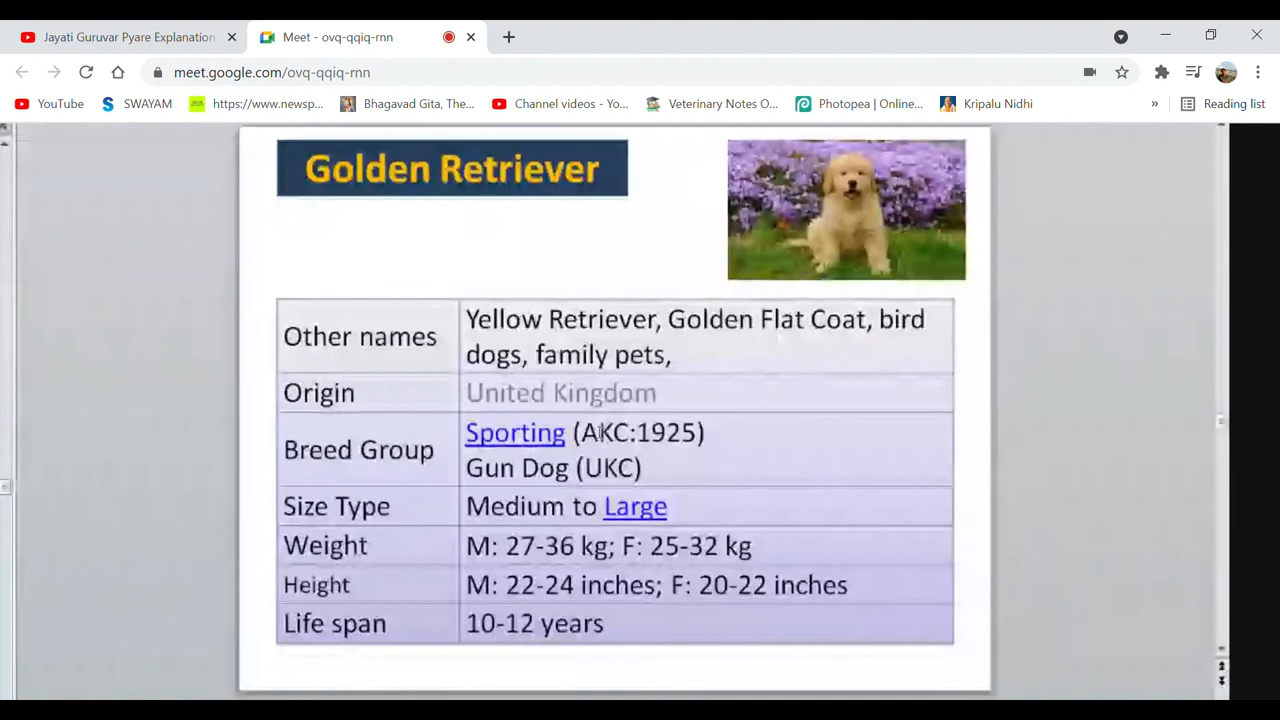 Jayati Guruvar Pyare Explanation
Meet - ovq-qqiq-rnn
meet.google.com/ovq-qqiq-rnn
YouTube
SWAYAM
https://www.newsp...
Bhagavad Gita, The...
Channel videos - Yo...
Veterinary Notes O...
Photopea | Online...
Kripalu Nidhi
»
Reading list
Golden Retriever
Other names
Yellow Retriever, Golden Flat Coat, bird
dogs, family pets,
Origin
United Kingdom
Breed Group
Sporting (AKC:1925)
Gun Dog (UKC)
Size Type
Medium to Large
Weight
M: 27-36 kg; F: 25-32 kg
Height
M: 22-24 inches; F: 20-22 inches
Life span
10-12 years